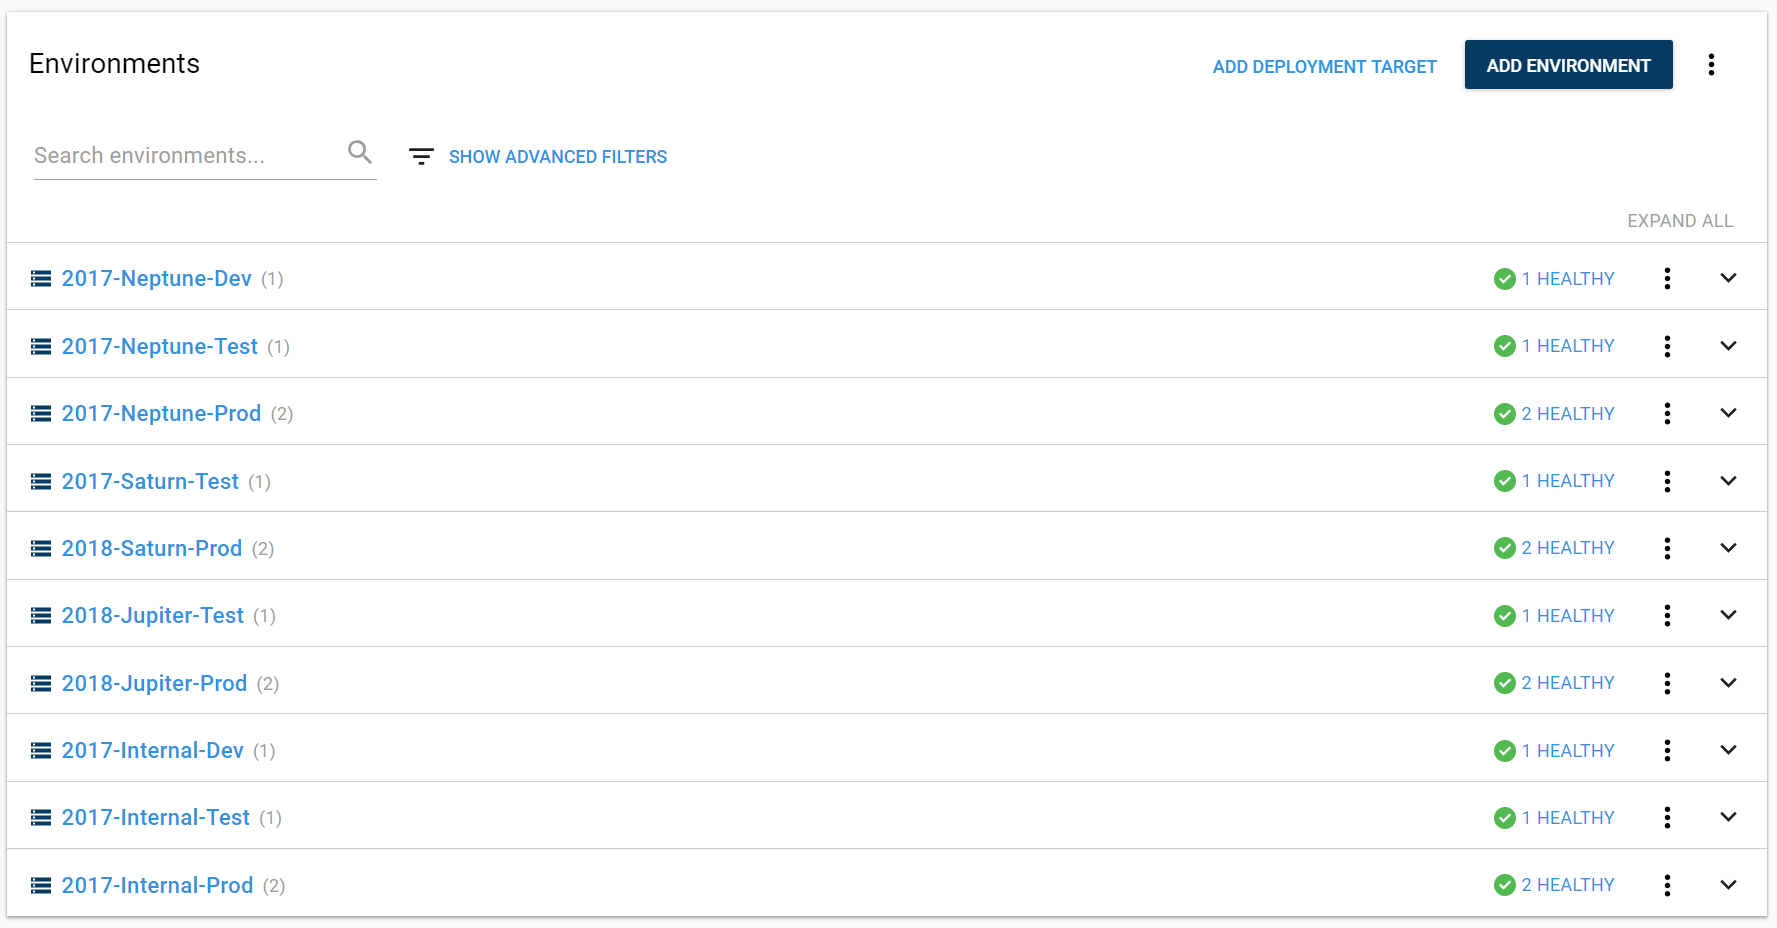 Environments
ADD DEPLOYMENT TARGET
ADD ENVIRONMENT
Search environments...
SHOW ADVANCED FILTERS
EXPAND ALL
2017-Neptune-Dev (1) 1 HEALTHY
2017-Neptune-Test (1) 1 HEALTHY
2017-Neptune-Prod (2) 2 HEALTHY
2017-Saturn-Test (1) 1 HEALTHY
2018-Saturn-Prod (2) 2 HEALTHY
2018-Jupiter-Test (1) 1 HEALTHY
2018-Jupiter-Prod (2) 2 HEALTHY
2017-Internal-Dev (1) 1 HEALTHY
2017-Internal-Test (1) 1 HEALTHY
2017-Internal-Prod (2) 2 HEALTHY